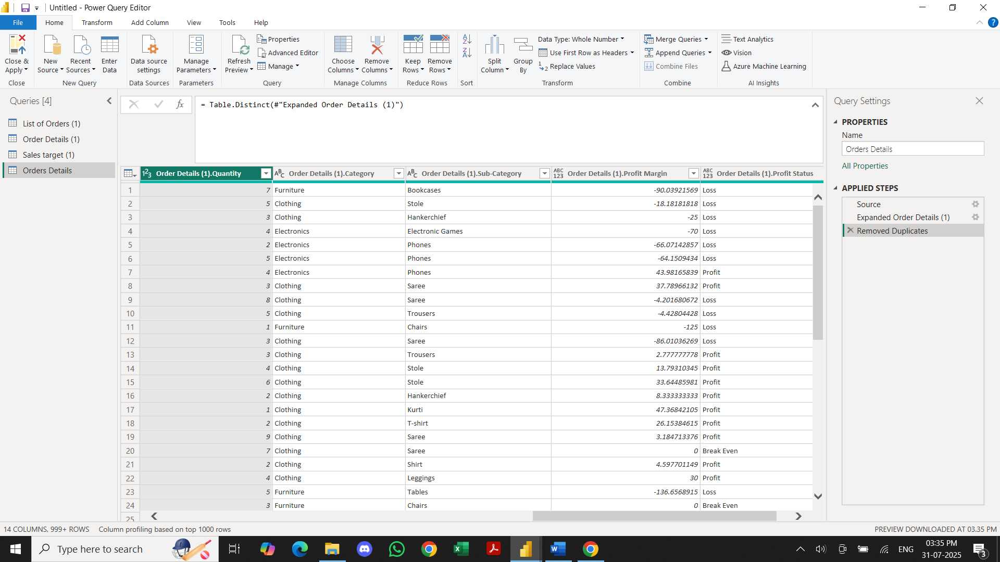 Untitled - Power Query Editor
File Home Transform Add Column View Tools Help
Close & Apply
New Source
Recent Sources
Enter Data
Data source settings
Manage Parameters
Refresh Preview
Properties
Advanced Editor
Manage
Choose Columns
Remove Columns
Keep Rows
Remove Rows
Split Column
Group By
Data Type: Whole Number
Use First Row as Headers
Replace Values
Merge Queries
Append Queries
Combine Files
Text Analytics
Vision
Azure Machine Learning
Close New Query Data Sources Parameters Query Manage Columns Reduce Rows Sort Transform Combine AI Insights
Queries [4]
List of Orders (1)
Order Details (1)
Sales target (1)
Orders Details
= Table.Distinct(#"Expanded Order Details (1)")
Order Details (1).Quantity Order Details (1).Category Order Details (1).Sub-Category Order Details (1).Profit Margin Order Details (1).Profit Status
1 7 Furniture Bookcases -90.03921569 Loss
2 5 Clothing Stole -18.18181818 Loss
3 3 Clothing Hankerchief -25 Loss
4 4 Electronics Electronic Games -70 Loss
5 2 Electronics Phones -66.07142857 Loss
6 5 Electronics Phones -64.1509434 Loss
7 4 Electronics Phones 43.98165839 Profit
8 3 Clothing Saree 37.78966132 Profit
9 8 Clothing Saree -4.201680672 Loss
10 5 Clothing Trousers -4.42804428 Loss
11 1 Furniture Chairs -125 Loss
12 3 Clothing Saree -86.01036269 Loss
13 3 Clothing Trousers 2.777777778 Profit
14 4 Clothing Stole 13.79310345 Profit
15 6 Clothing Stole 33.64485981 Profit
16 2 Clothing Hankerchief 8.333333333 Profit
17 1 Clothing Kurti 47.36842105 Profit
18 2 Clothing T-shirt 26.15384615 Profit
19 9 Clothing Saree 3.184713376 Profit
20 7 Clothing Saree 0 Break Even
21 2 Clothing Shirt 4.597701149 Profit
22 4 Clothing Leggings 30 Profit
23 5 Furniture Tables -136.6568915 Loss
24 3 Furniture Chairs 0 Break Even
25
Query Settings
PROPERTIES
Name
Orders Details
All Properties
APPLIED STEPS
Source
Expanded Order Details (1)
Removed Duplicates
14 COLUMNS, 999+ ROWS Column profiling based on top 1000 rows PREVIEW DOWNLOADED AT 03.35 PM
Type here to search
ENG
03:35 PM
31-07-2025
3